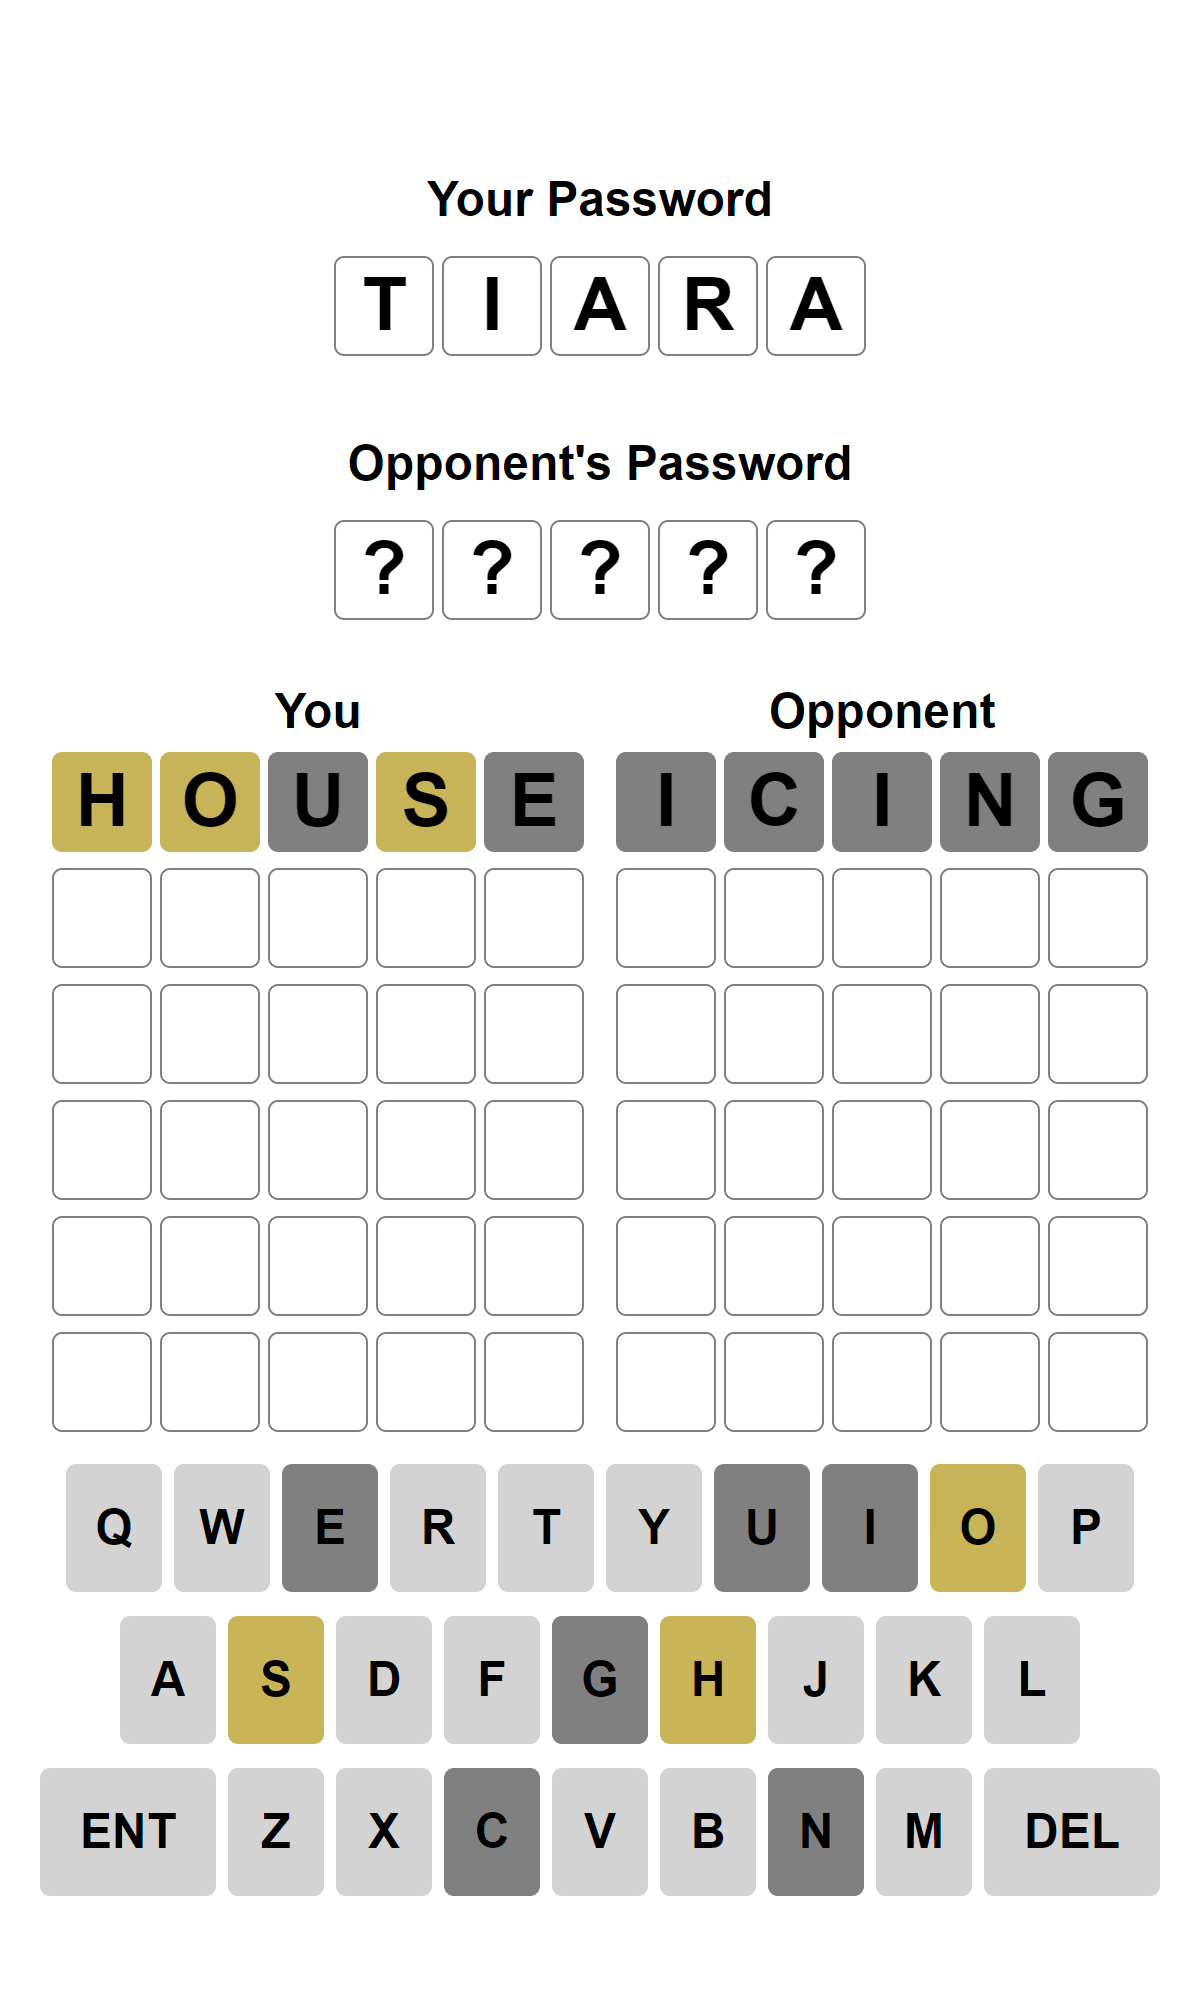 Your Password
T I A R A
Opponent's Password
? ? ? ? ?
You Opponent
H O U S E I C I N G
Q W E R T Y U I O P
A S D F G H J K L
ENT Z X C V B N M DEL